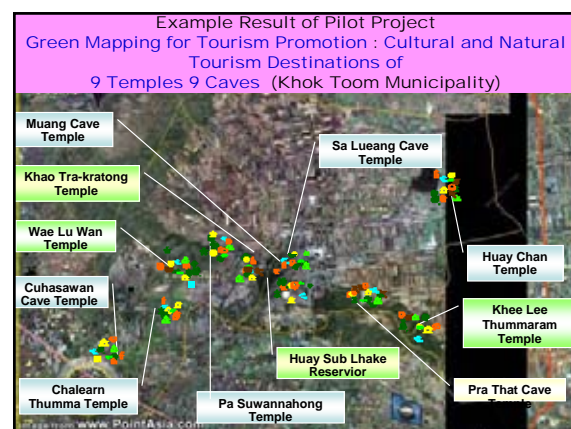 Example Result of Pilot Project
Green Mapping for Tourism Promotion : Cultural and Natural
Tourism Destinations of
9 Temples 9 Caves (Khok Toom Municipality)
Muang Cave
Temple
Sa Lueang Cave
Temple
Khao Tra-kratong
Temple
Wae Lu Wan
Temple
Huay Chan
Temple
Cuhasawan
Cave Temple
Khee Lee
Thummaram
Temple
Huay Sub Lhake
Reservior
Chalearn
Thumma Temple
Pa Suwannahong
Temple
Pra That Cave
Temple
www.PointAsia.com